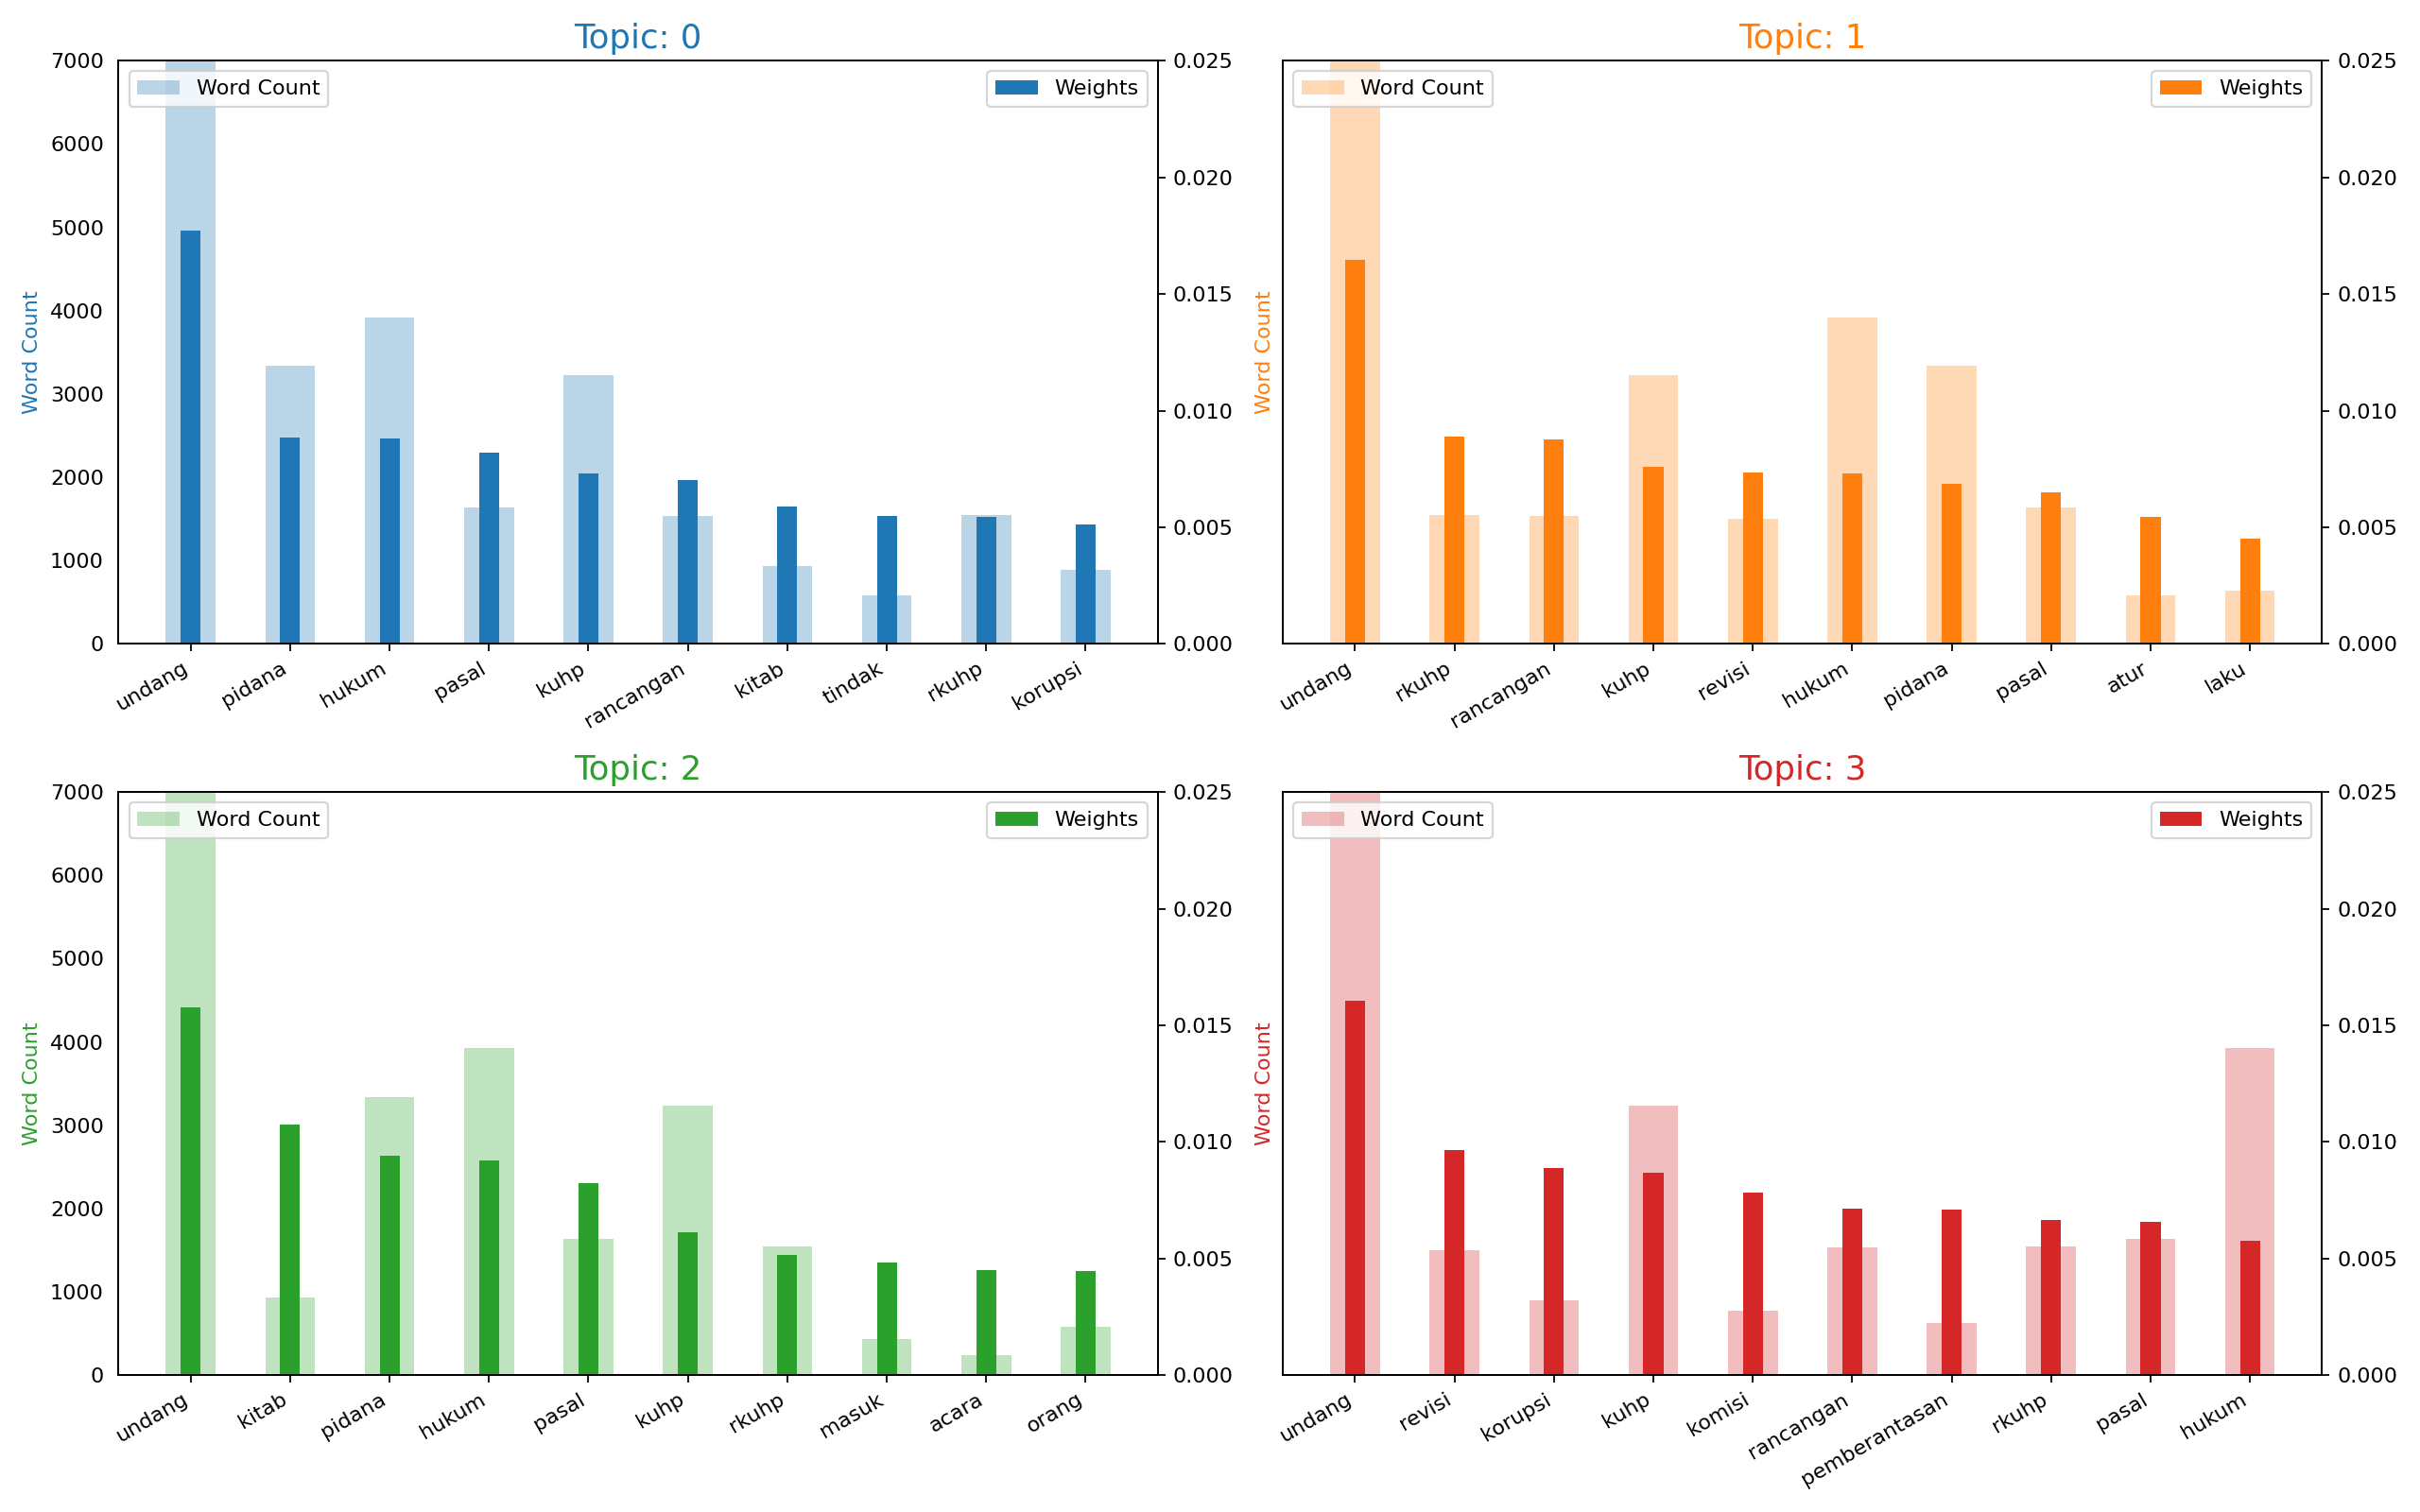 Topic: 0
Word Count
Weights
Word Count
7000
6000
5000
4000
3000
2000
1000
0
0.025
0.020
0.015
0.010
0.005
0.000
undang
pidana
hukum
pasal
kuhp
rancangan
kitab
tindak
rkuhp
korupsi
Topic: 1
Word Count
Weights
Word Count
0.025
0.020
0.015
0.010
0.005
0.000
undang
rkuhp
rancangan
kuhp
revisi
hukum
pidana
pasal
atur
laku
Topic: 2
Word Count
Weights
Word Count
7000
6000
5000
4000
3000
2000
1000
0
0.025
0.020
0.015
0.010
0.005
0.000
undang
kitab
pidana
hukum
pasal
kuhp
rkuhp
masuk
acara
orang
Topic: 3
Word Count
Weights
Word Count
0.025
0.020
0.015
0.010
0.005
0.000
undang
revisi
korupsi
kuhp
komisi
rancangan
pemberantasan
rkuhp
pasal
hukum